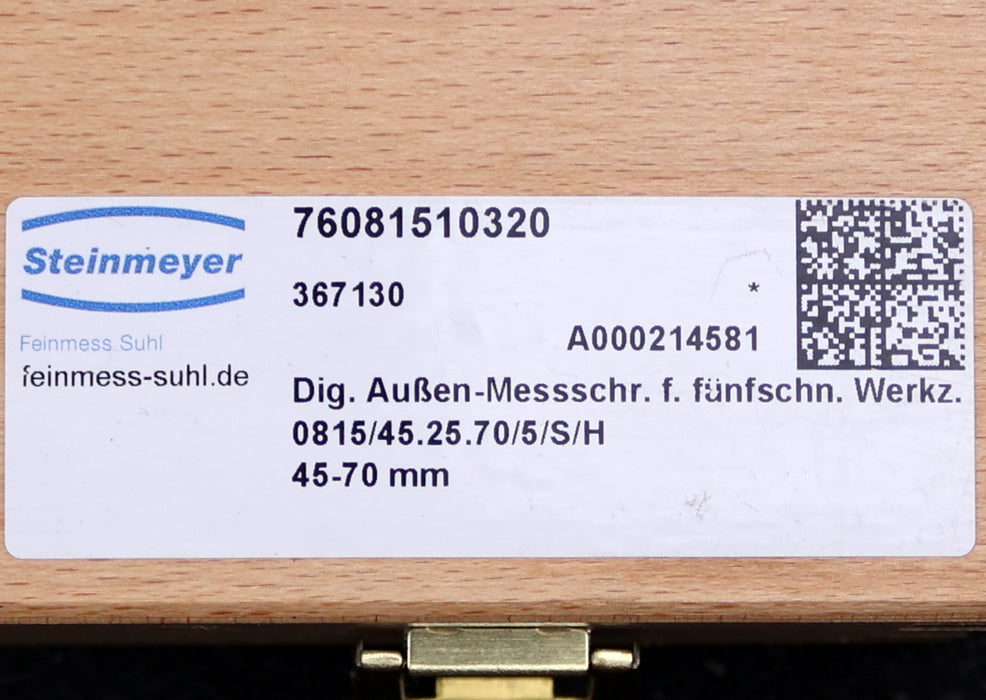 Steinmeyer
Feinmess Suhl
feinmess-suhl.de
76081510320
367130 *
A000214581
Dig. Außen-Messschr. f. fünfschn. Werkz.
0815/45.25.70/5/S/H
45-70 mm